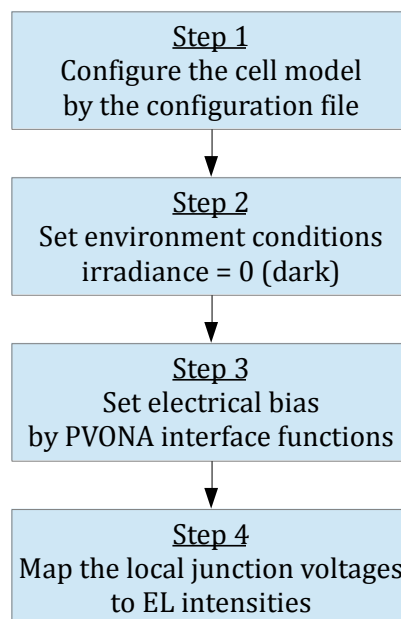 Step 1
Configure the cell model
by the configuration file
Step 2
Set environment conditions
irradiance = 0 (dark)
Step 3
Set electrical bias
by PVONA interface functions
Step 4
Map the local junction voltages
to EL intensities